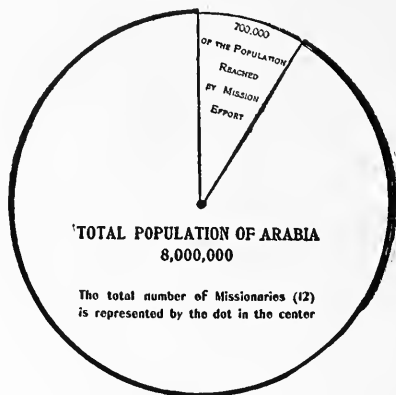 700,000
OF THE POPULATION
REACHED
BY MISSION
EFFORT
TOTAL POPULATION OF ARABIA
8,000,000
The total number of Missionaries (12)
is represented by the dot in the center